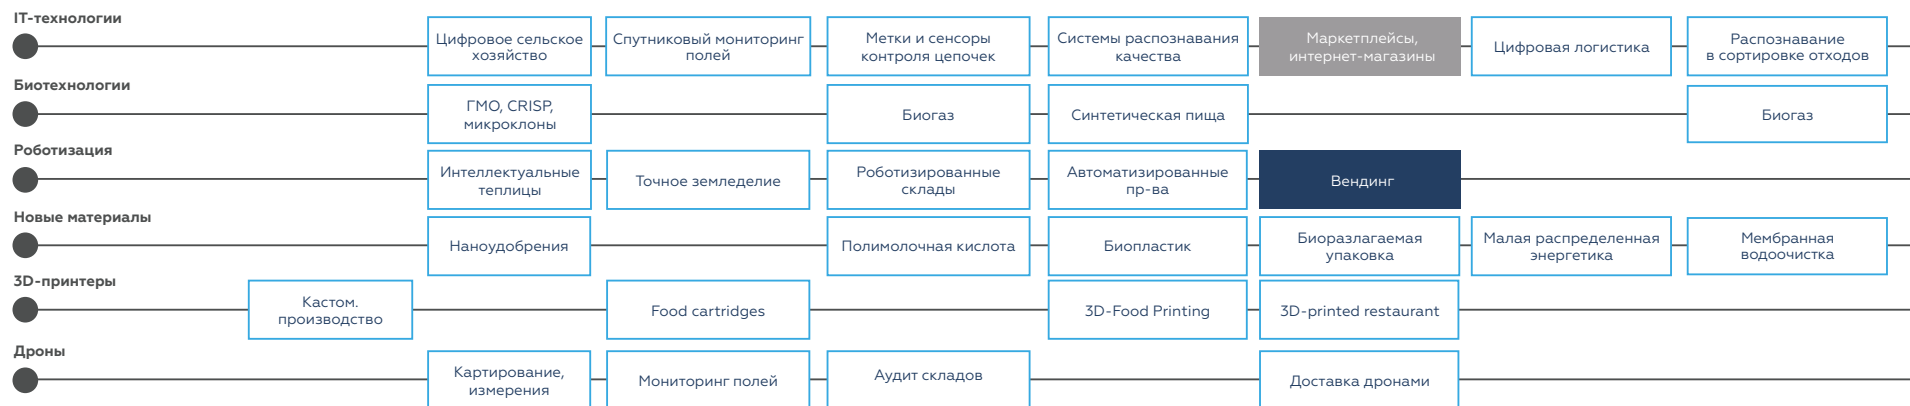 IT-технологии
Цифровое сельское
хозяйство
Спутниковый мониторинг
полей
Метки и сенсоры
контроля цепочек
Системы распознавания
качества
Маркетплейсы,
интернет-магазины
Цифровая логистика
Распознавание
в сортировке отходов
Биотехнологии
ГМО, CRISP,
микроклоны
Биогаз
Синтетическая пища
Биогаз
Роботизация
Интеллектуальные
теплицы
Точное земледелие
Роботизированные
склады
Автоматизированные
пр-ва
Вендинг
Новые материалы
Наноудобрения
Полимолочная кислота
Биопластик
Биоразлагаемая
упаковка
Малая распределенная
энергетика
Мембранная
водоочистка
3D-принтеры
Кастом.
производство
Food cartridges
3D-Food Printing
3D-printed restaurant
Дроны
Картирование,
измерения
Мониторинг полей
Аудит складов
Доставка дронами